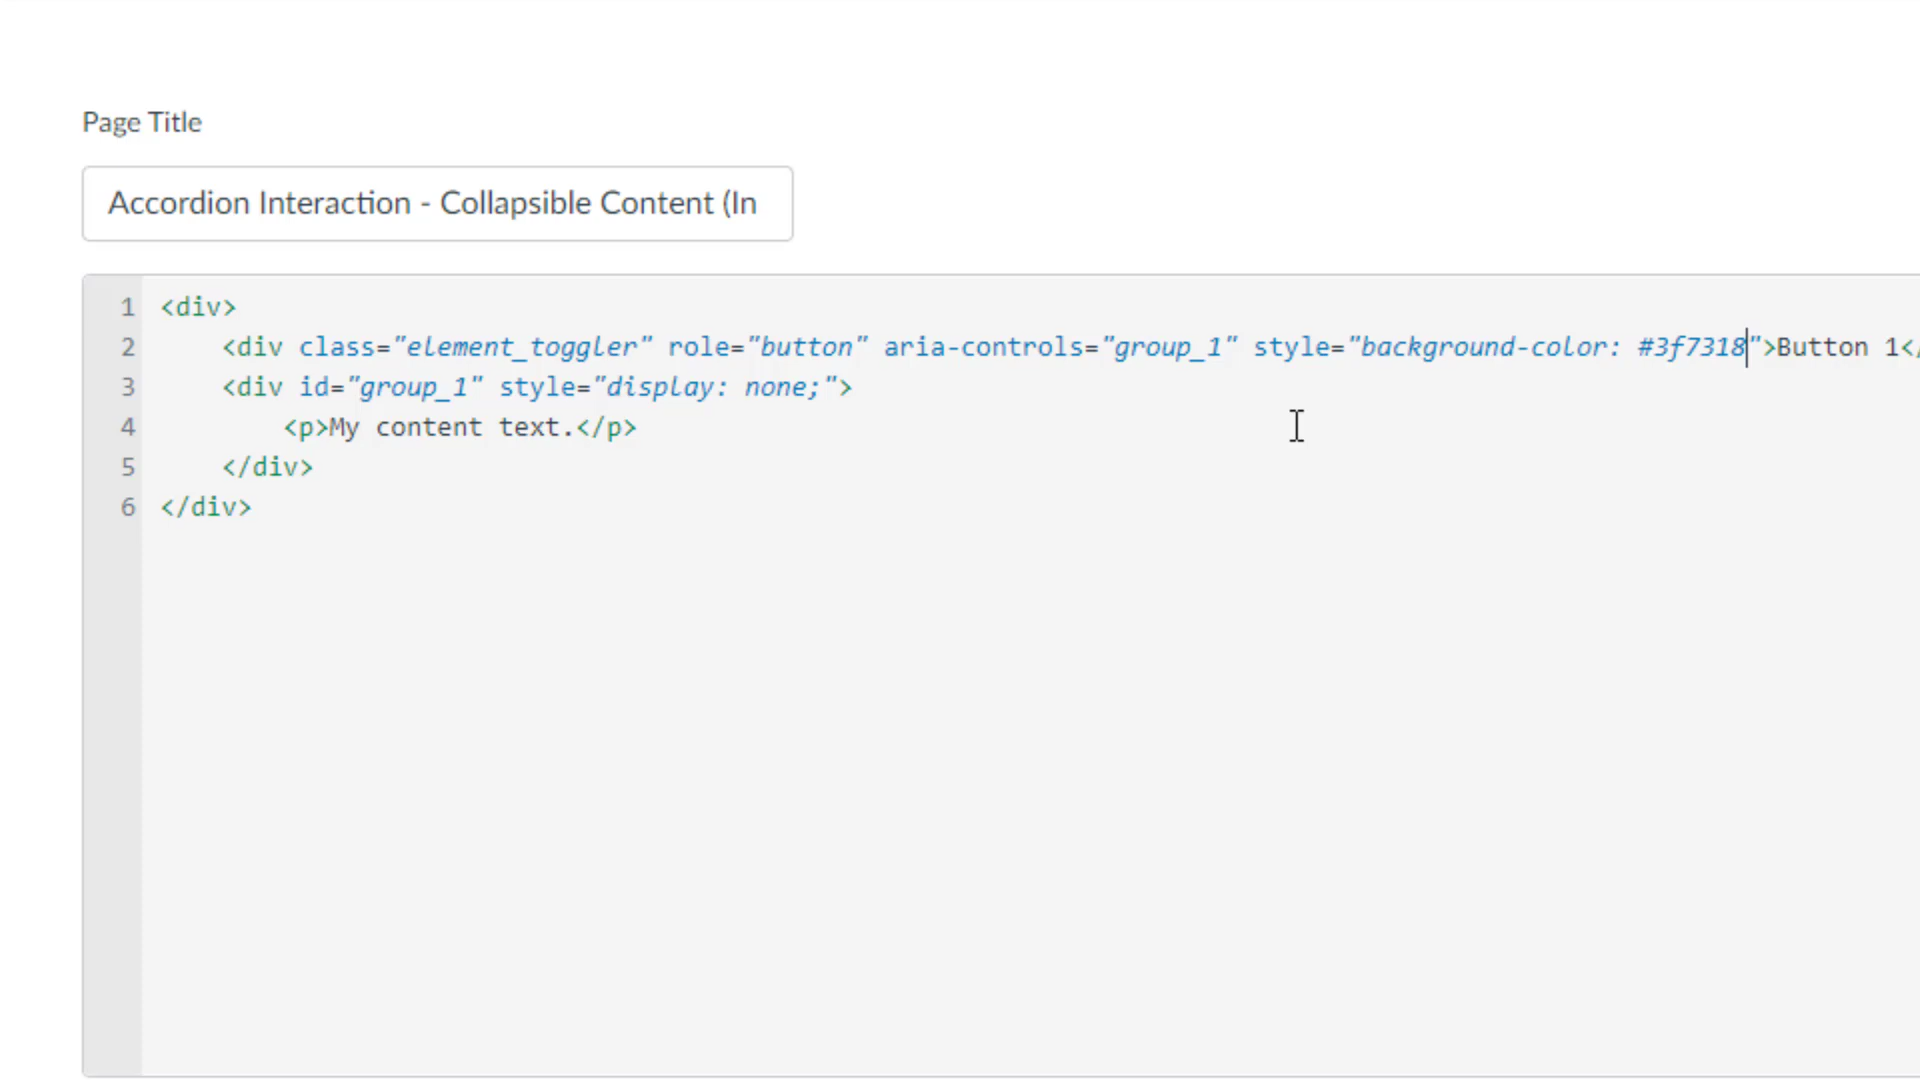 Page Title
Accordion Interaction - Collapsible Content (In
1 <div>
2 <div class="element_toggler" role="button" aria-controls="group_1" style="background-color: #3f7318">Button 1</
3 <div id="group_1" style="display: none;">
4 <p>My content text.</p>
5 </div>
6 </div>